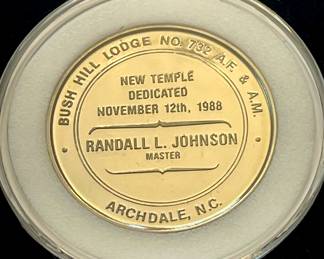 BUSH HILL LODGE NO. 732 A.F. & A.M.
NEW TEMPLE
DEDICATED
NOVEMBER 12th, 1988
RANDALL L. JOHNSON
MASTER
ARCHDALE, N.C.